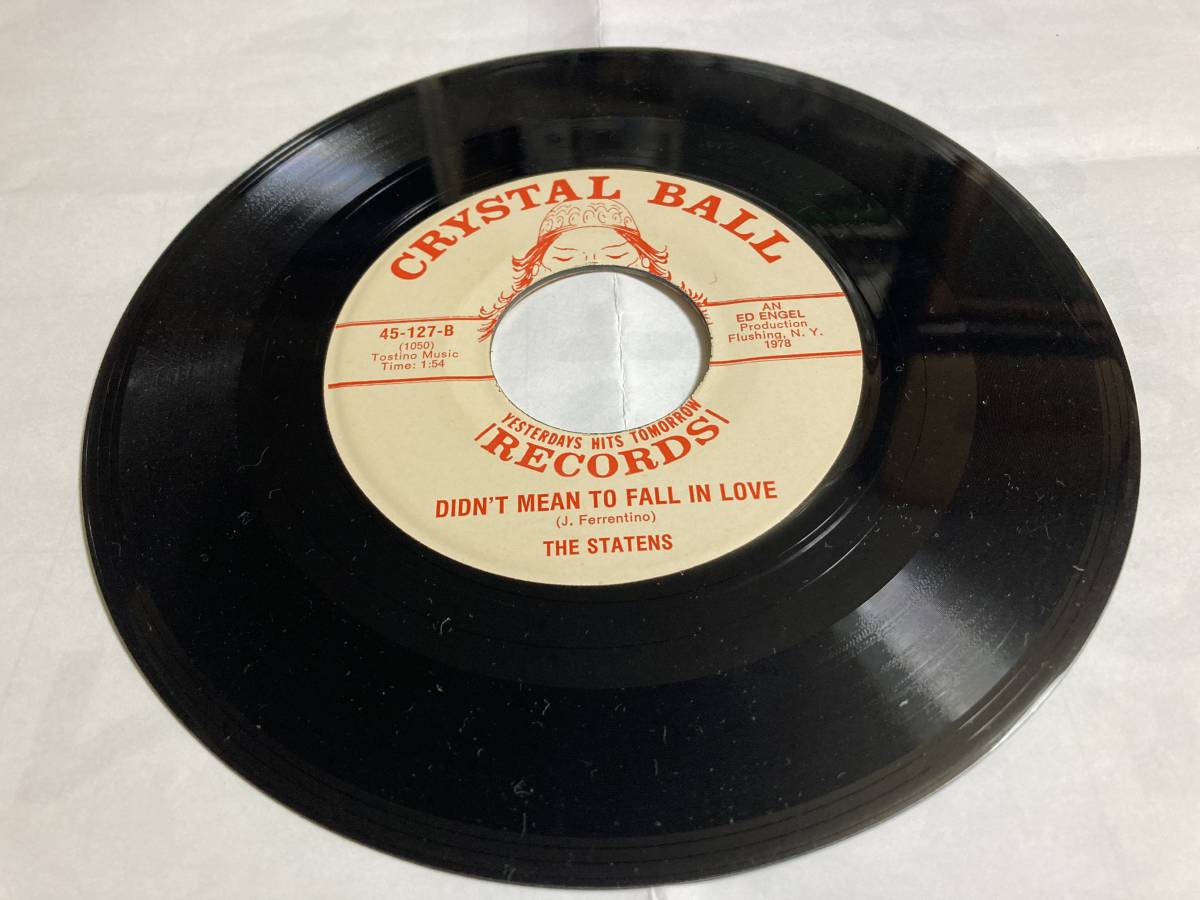 CRYSTAL BALL
45-127-B
(1050)
Tostino Music
Time: 1:54
AN
ED ENGEL
Production
Flushing, N. Y.
1978
YESTERDAYS HITS TOMORROW
RECORDS
DIDN'T MEAN TO FALL IN LOVE
(J. Ferrentino)
THE STATENS